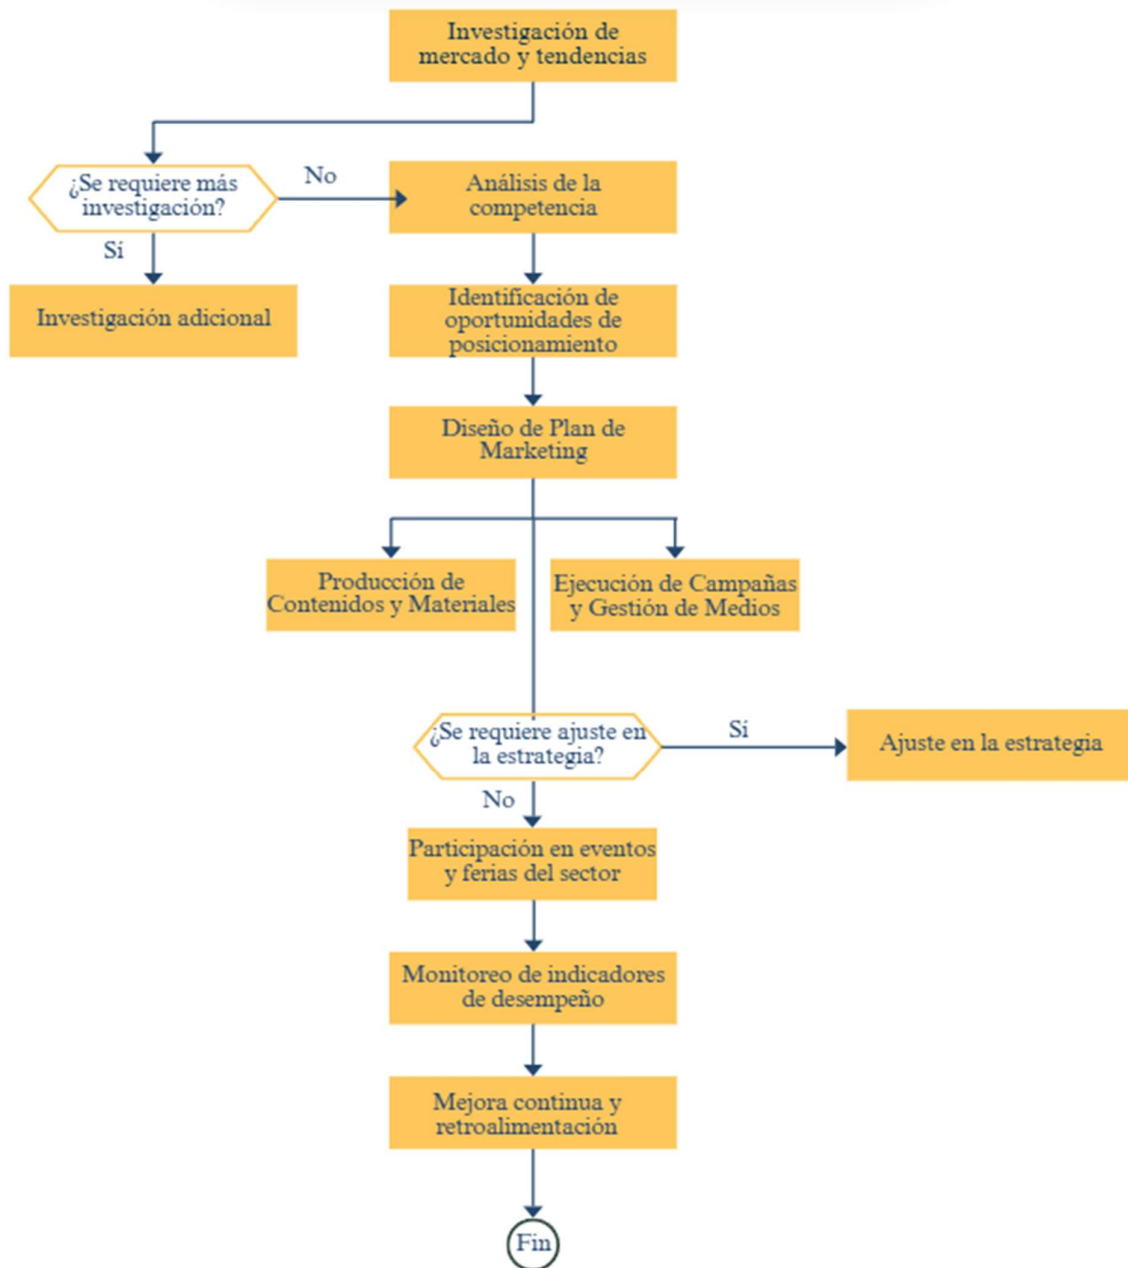 Investigación de
mercado y tendencias
¿Se requiere más
investigación?
No
Análisis de la
competencia
Sí
Investigación adicional
Identificación de
oportunidades de
posicionamiento
Diseño de Plan de
Marketing
Producción de
Contenidos y Materiales
Ejecución de Campañas
y Gestión de Medios
¿Se requiere ajuste en
la estrategia?
Sí
Ajuste en la estrategia
No
Participación en eventos
y ferias del sector
Monitoreo de indicadores
de desempeño
Mejora continua y
retroalimentación
Fin